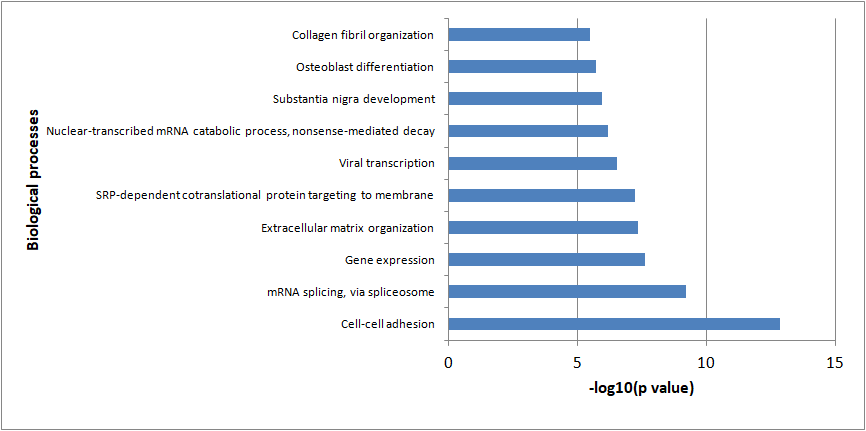 Collagen fibril organization
Osteoblast differentiation
Substantia nigra development
Nuclear-transcribed mRNA catabolic process, nonsense-mediated decay
Viral transcription
SRP-dependent cotranslational protein targeting to membrane
Extracellular matrix organization
Gene expression
mRNA splicing, via spliceosome
Cell-cell adhesion
Biological processes
0 5 10 15
-log10(p value)